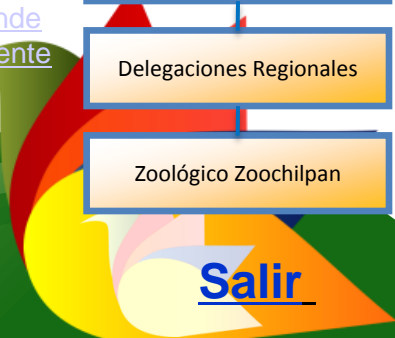 nde
ente
Delegaciones Regionales
Zoológico Zoochilpan
Salir